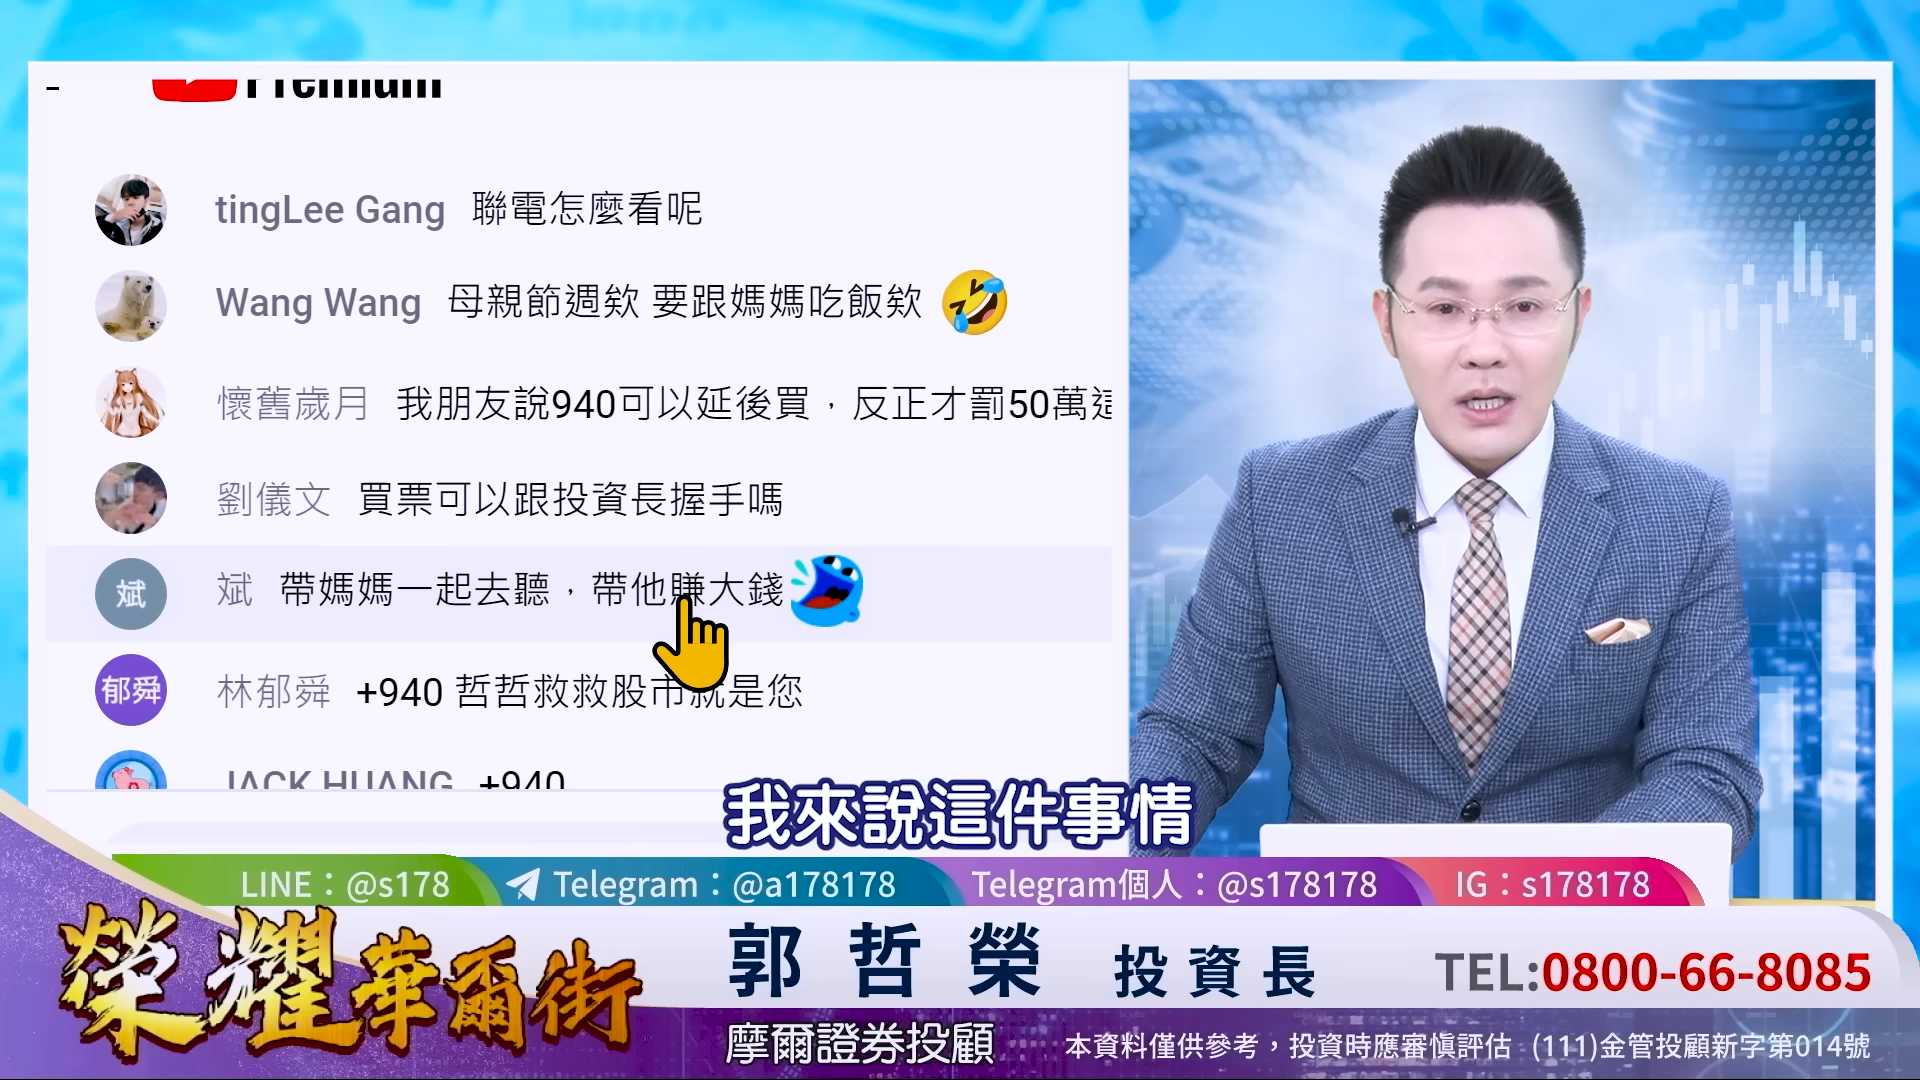 Premium
tingLee Gang 聯電怎麼看呢
Wang Wang 母親節週欸 要跟媽媽吃飯欸
懷舊歲月 我朋友說940可以延後買，反正才罰50萬這
劉儀文 買票可以跟投資長握手嗎
斌 斌 帶媽媽一起去聽，帶他賺大錢
郁舜 林郁舜 +940 哲哲救救股市就是您
JACK HUANG +940
我來說這件事情
LINE：@s178 Telegram：@a178178 Telegram個人：@s178178 IG：s178178
榮耀華爾街
郭哲榮 投資長 TEL:0800-66-8085
摩爾證券投顧 本資料僅供參考，投資時應審慎評估 (111)金管投顧新字第014號